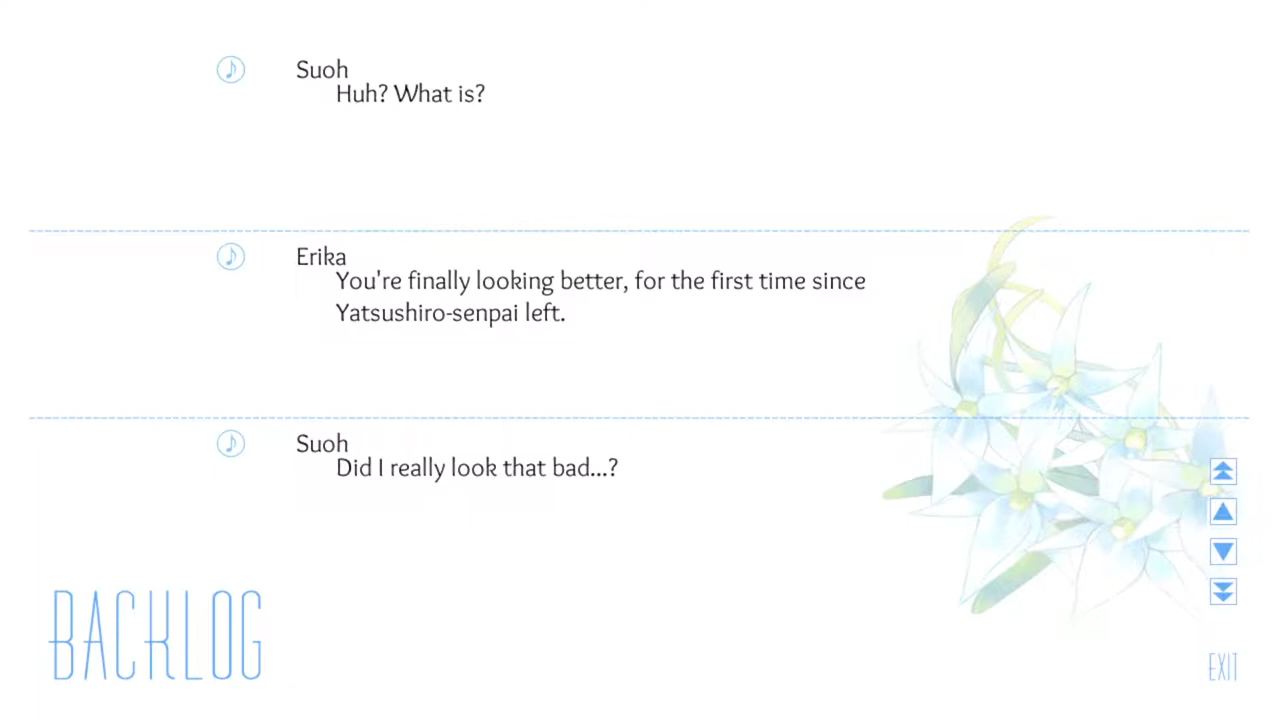 Suoh
Huh? What is?
Erika
You're finally looking better, for the first time since
Yatsushiro-senpai left.
Suoh
Did I really look that bad...?
BACKLOG
EXIT